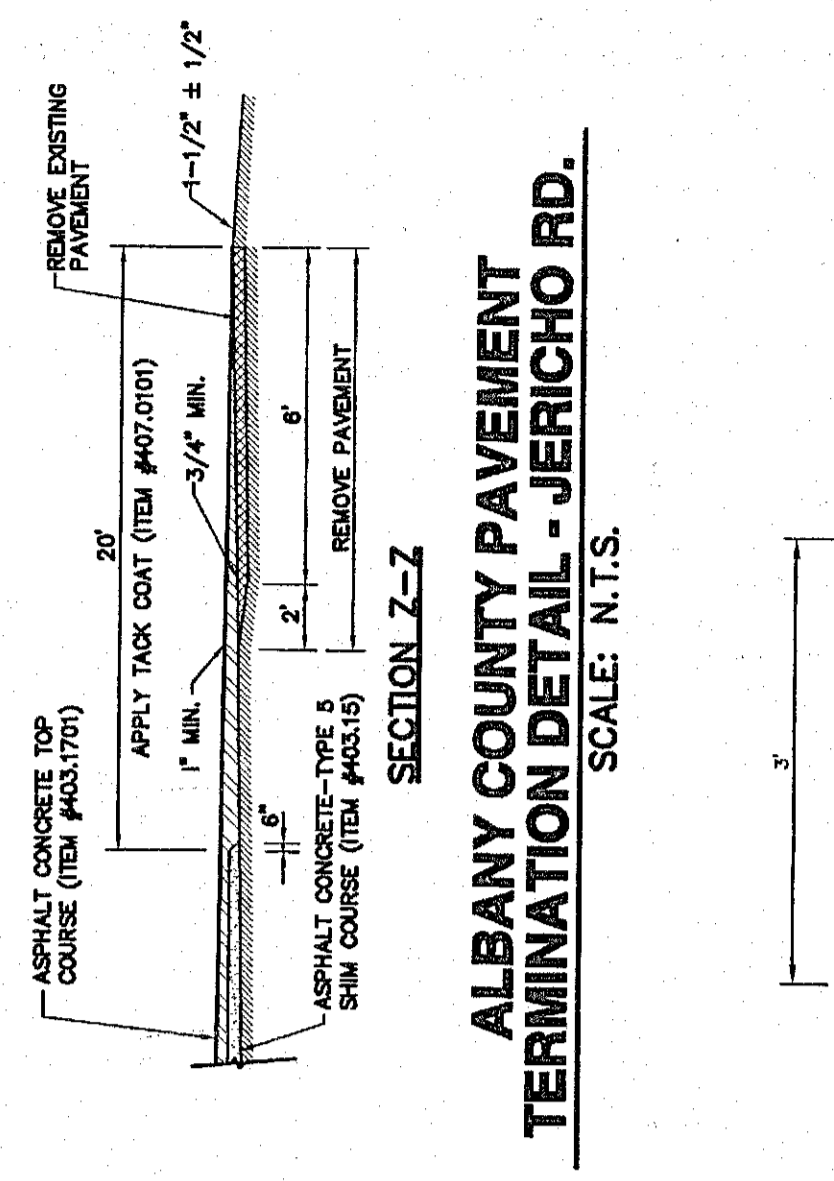 ASPHALT CONCRETE TOP
COURSE (ITEM #403.1701)
20'
APPLY TACK COAT (ITEM #407.0101)
REMOVE EXISTING
PAVEMENT
1" MIN.
3/4" MIN.
1-1/2" ± 1/2"
6"
2'
6'
REMOVE PAVEMENT
ASPHALT CONCRETE-TYPE 5
SHIM COURSE (ITEM #403.15)
SECTION Z-Z
ALBANY COUNTY PAVEMENT
TERMINATION DETAIL - JERICHO RD.
SCALE: N.T.S.
3'